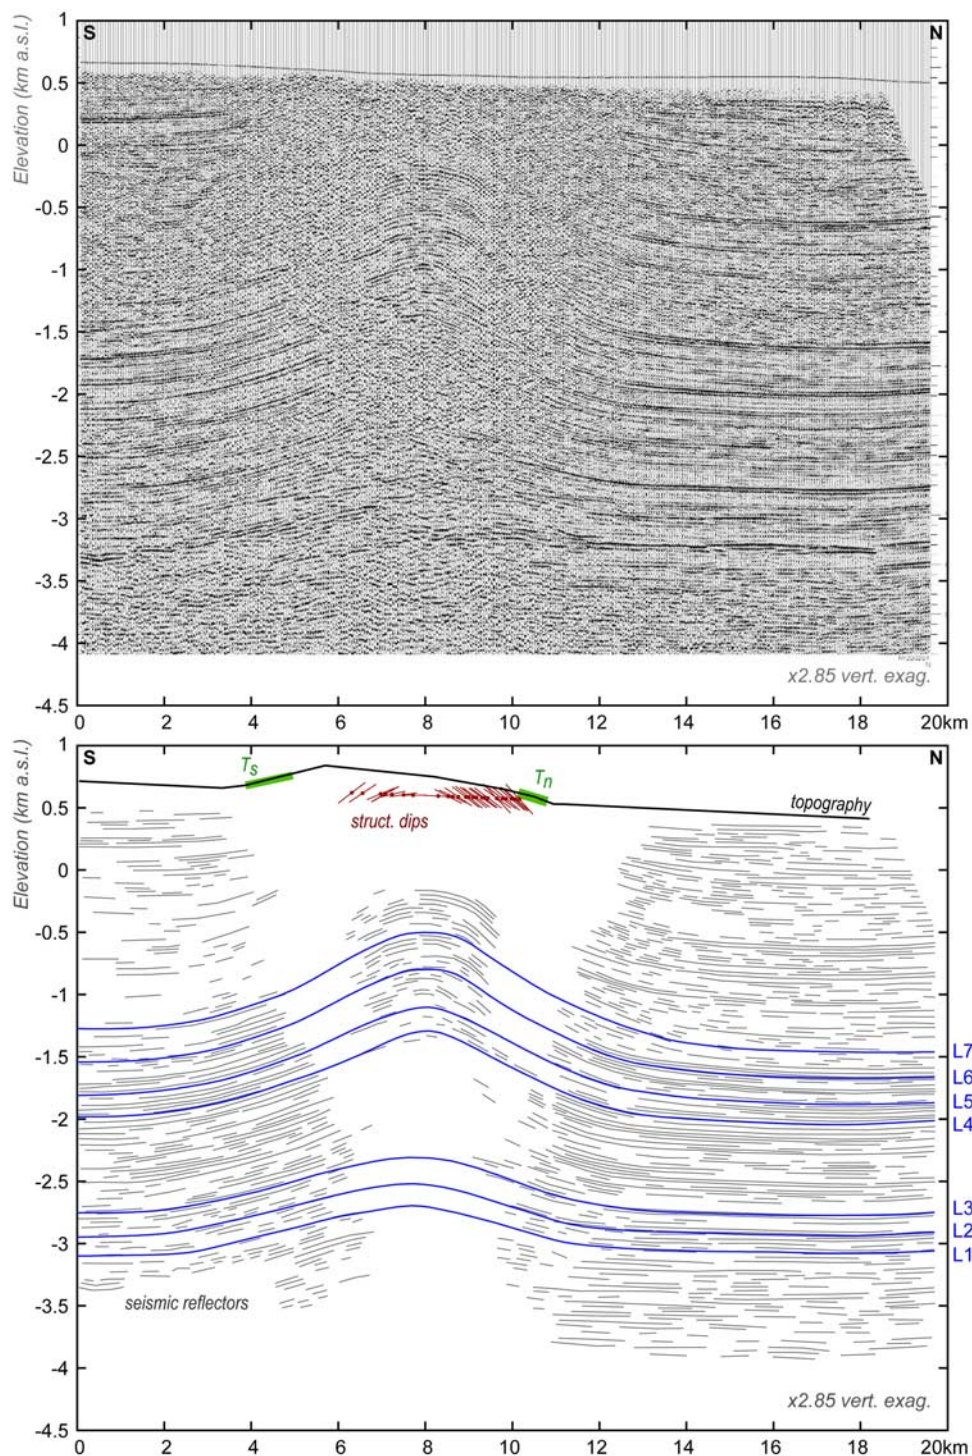 Elevation (km a.s.l.)
1
0.5
0
-0.5
-1
-1.5
-2
-2.5
-3
-3.5
-4
-4.5
S
N
x2.85 vert. exag.
0 2 4 6 8 10 12 14 16 18 20km
Elevation (km a.s.l.)
1
0.5
0
-0.5
-1
-1.5
-2
-2.5
-3
-3.5
-4
-4.5
S
N
Ts
Tn
topography
struct. dips
L7
L6
L5
L4
L3
L2
L1
seismic reflectors
x2.85 vert. exag.
0 2 4 6 8 10 12 14 16 18 20km